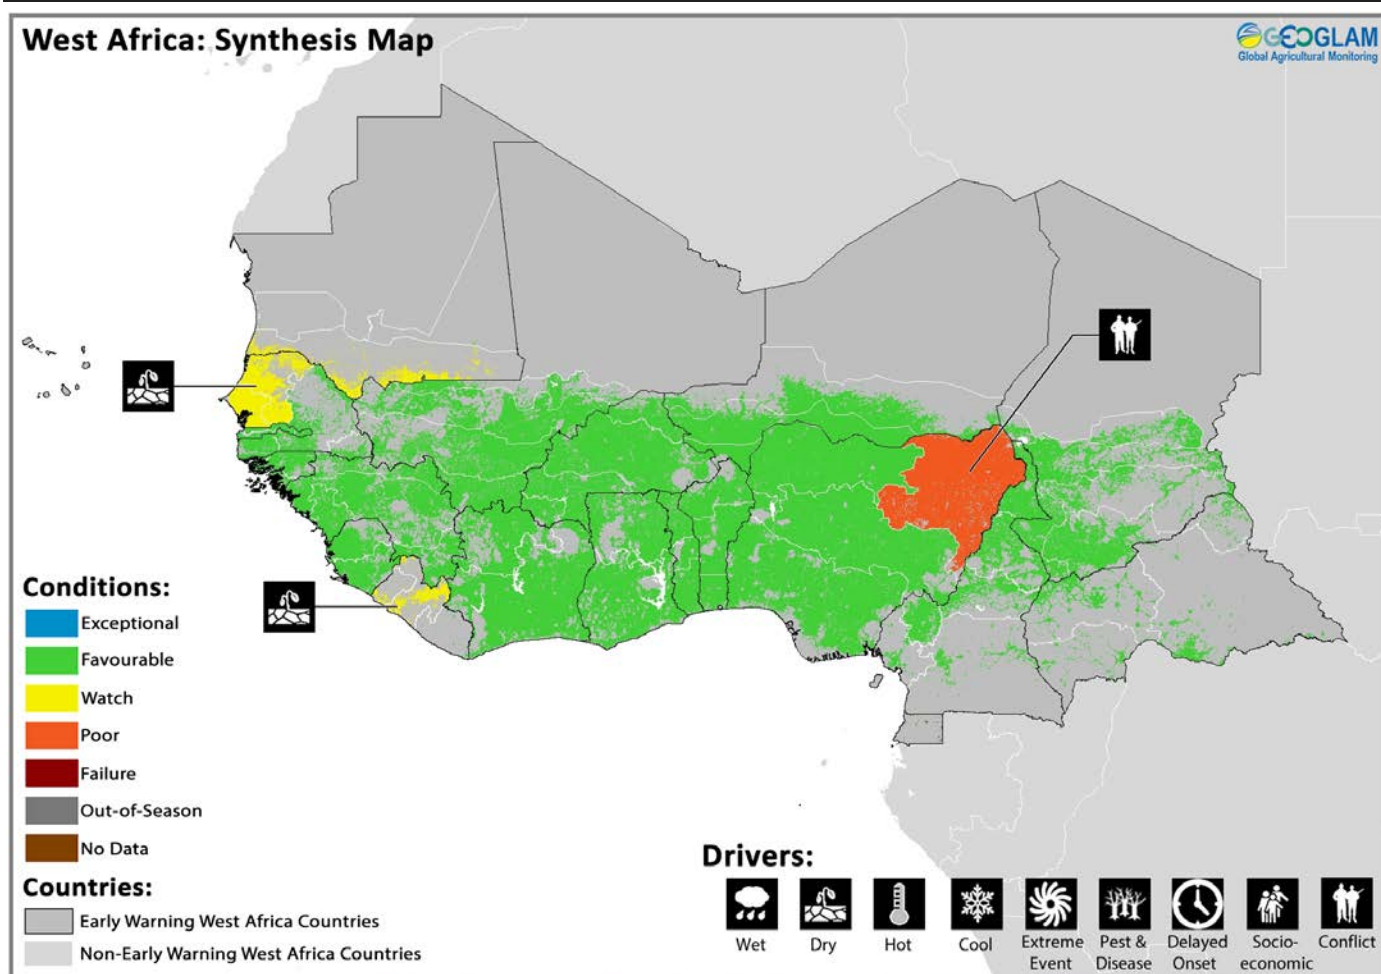 West Africa: Synthesis Map
GEOGLAM
Global Agricultural Monitoring
Conditions:
Exceptional
Favourable
Watch
Poor
Failure
Out-of-Season
No Data
Countries:
Early Warning West Africa Countries
Non-Early Warning West Africa Countries
Drivers:
Wet
Dry
Hot
Cool
Extreme
Event
Pest &
Disease
Delayed
Onset
Socio-
economic
Conflict